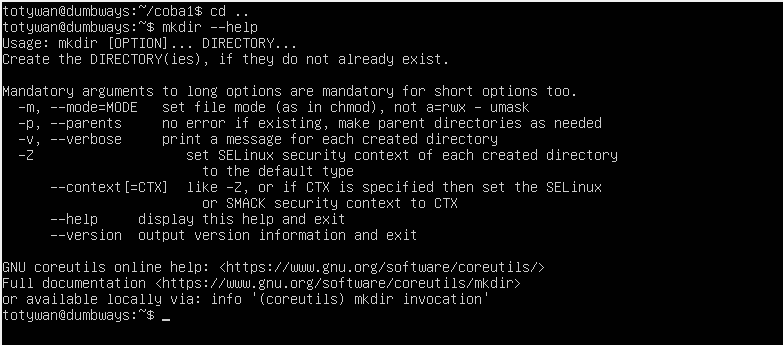 totywan@dumbways:~/coba1$ cd ..
totywan@dumbways:~$ mkdir --help
Usage: mkdir [OPTION]... DIRECTORY...
Create the DIRECTORY(ies), if they do not already exist.

Mandatory arguments to long options are mandatory for short options too.
  -m, --mode=MODE   set file mode (as in chmod), not a=rwx - umask
  -p, --parents     no error if existing, make parent directories as needed
  -v, --verbose     print a message for each created directory
  -Z                   set SELinux security context of each created directory
                         to the default type
      --context[=CTX]  like -Z, or if CTX is specified then set the SELinux
                         or SMACK security context to CTX
      --help     display this help and exit
      --version  output version information and exit

GNU coreutils online help: <https://www.gnu.org/software/coreutils/>
Full documentation <https://www.gnu.org/software/coreutils/mkdir>
or available locally via: info '(coreutils) mkdir invocation'
totywan@dumbways:~$ _